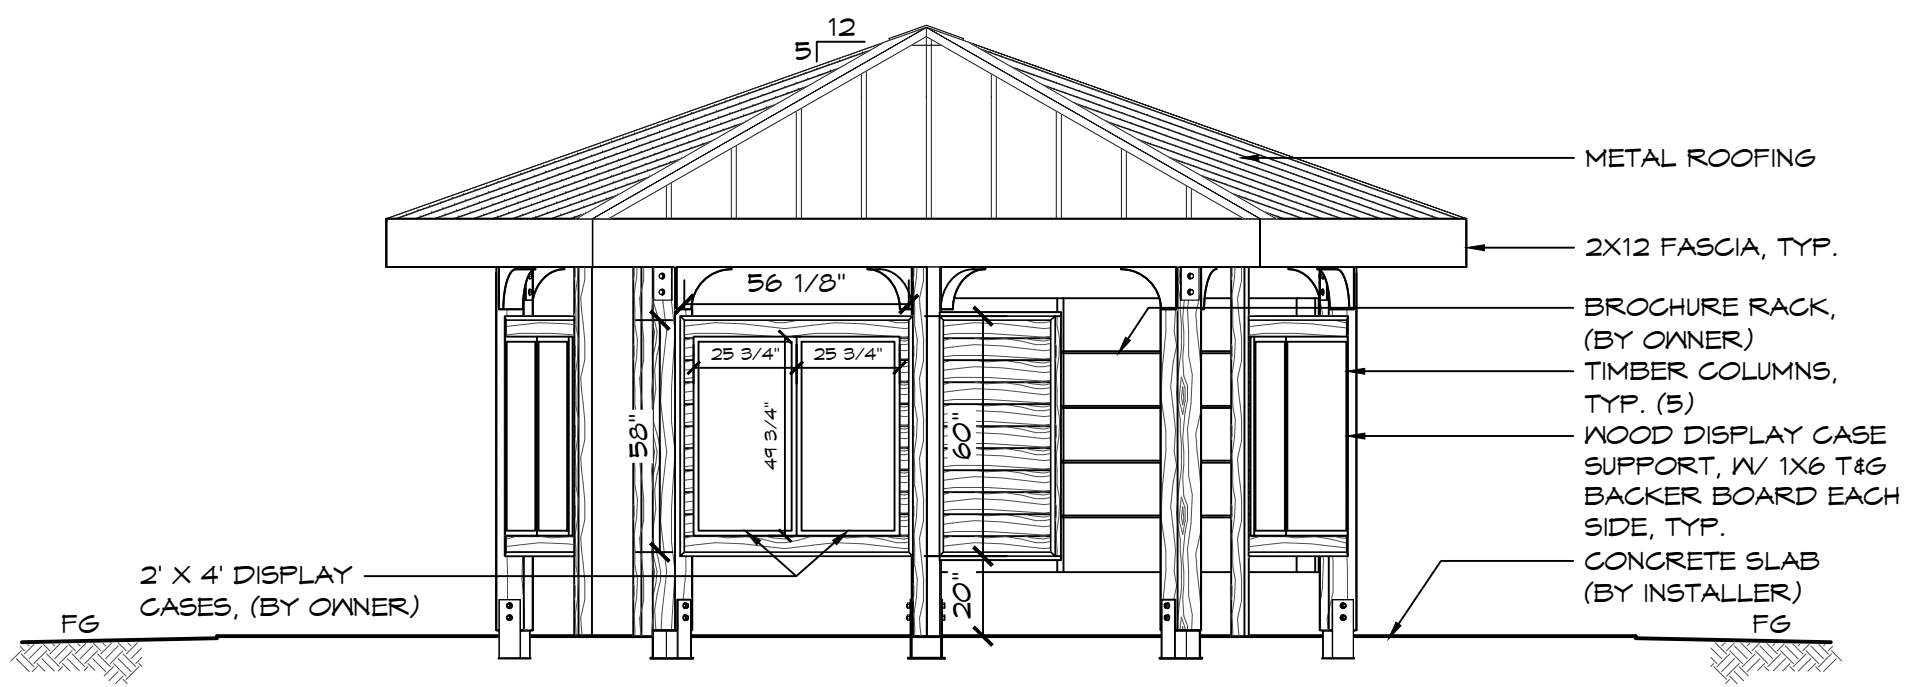 12
5
METAL ROOFING
2X12 FASCIA, TYP.
56 1/8"
BROCHURE RACK,
(BY OWNER)
25 3/4"
25 3/4"
TIMBER COLUMNS,
TYP. (5)
58"
49 3/4"
60"
WOOD DISPLAY CASE
SUPPORT, W/ 1X6 T&G
BACKER BOARD EACH
SIDE, TYP.
2' X 4' DISPLAY
CASES, (BY OWNER)
20"
CONCRETE SLAB
(BY INSTALLER)
FG
FG